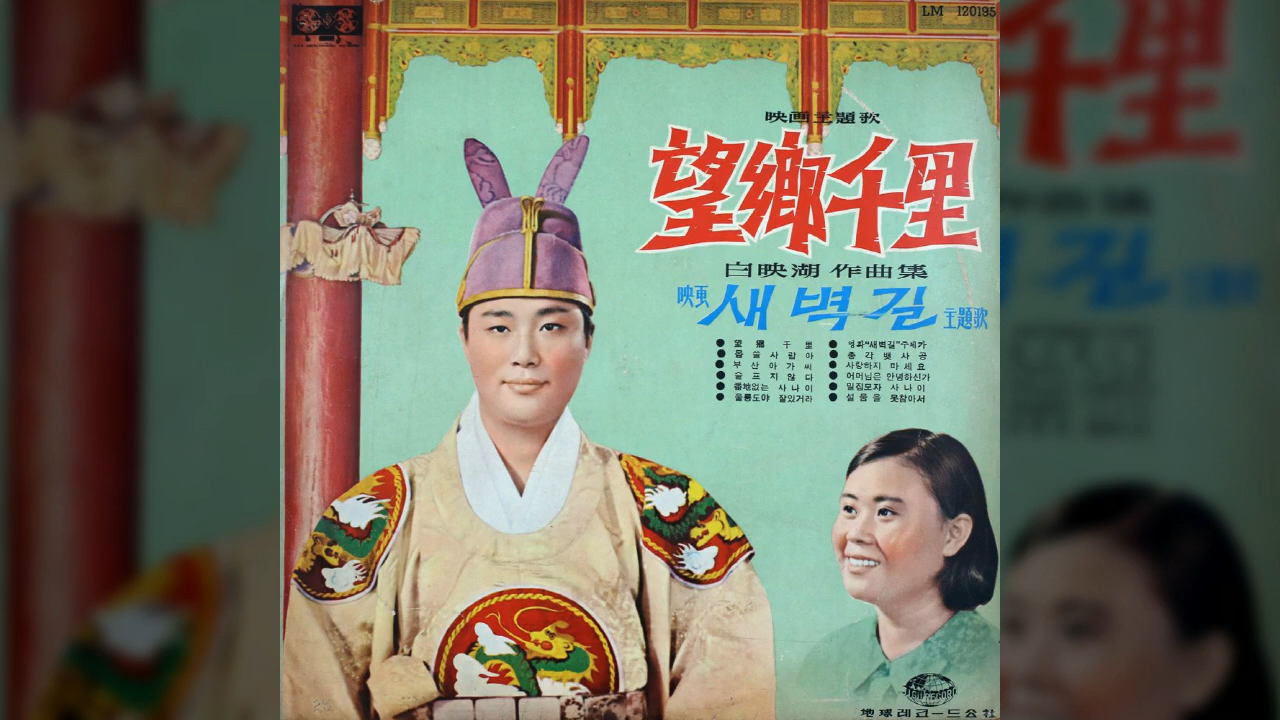 LM 120195
映画主題歌
望鄉千里
白映湖 作曲集
映画 새벽길 主題歌
● 望鄉千里
● 몹쓸사람아
● 부산아가씨
● 슬프지않다
● 番地없는 사나이
● 울릉도야 잘있거라
● 영화“새벽길”주제가
● 총각뱃사공
● 사랑하지 마세요
● 어머님은 안녕하신가
● 밀짚모자 사나이
● 설움을 못참아서
地球레코ー드公社